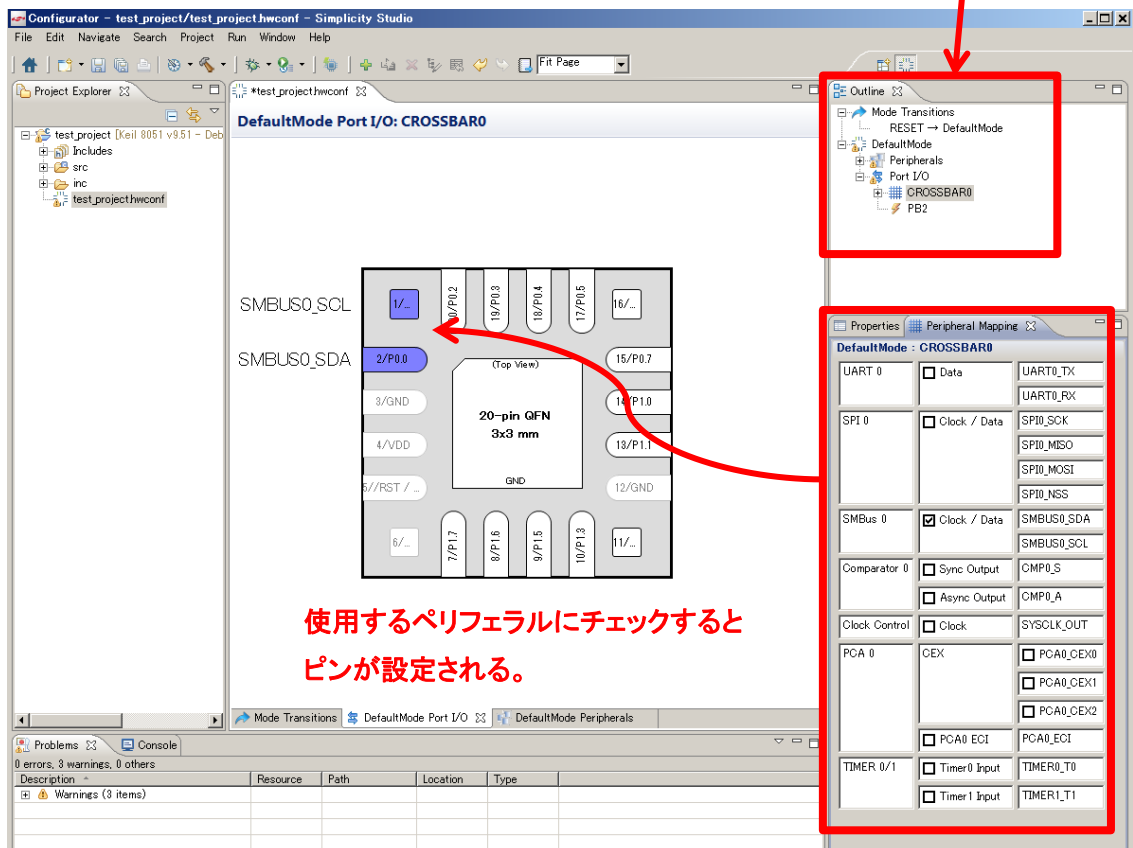 Configurator - test_project/test_project.hwconf - Simplicity Studio
File Edit Navigate Search Project Run Window Help
Fit Page
Project Explorer
test_project [Keil 8051 v9.51 - Deb
Includes
src
inc
test_project.hwconf
*test_project.hwconf
DefaultMode Port I/O: CROSSBAR0
SMBUS0_SCL
SMBUS0_SDA
1/...
/P0.2
19/P0.3
18/P0.4
17/P0.5
16/...
2/P0.0
15/P0.7
3/GND
14/P1.0
4/VDD
13/P1.1
5//RST / ...
12/GND
6/...
7/P1.7
8/P1.6
9/P1.5
10/P1.3
11/...
(Top View)
20-pin QFN
3x3 mm
GND
使用するペリフェラルにチェックすると
ピンが設定される。
Mode Transitions
DefaultMode Port I/O
DefaultMode Peripherals
Outline
Mode Transitions
RESET → DefaultMode
DefaultMode
Peripherals
Port I/O
CROSSBAR0
PB2
Properties
Peripheral Mapping
DefaultMode : CROSSBAR0
UART 0
Data
UART0_TX
UART0_RX
SPI 0
Clock / Data
SPI0_SCK
SPI0_MISO
SPI0_MOSI
SPI0_NSS
SMBus 0
Clock / Data
SMBUS0_SDA
SMBUS0_SCL
Comparator 0
Sync Output
CMP0_S
Async Output
CMP0_A
Clock Control
Clock
SYSCLK_OUT
PCA 0
CEX
PCA0_CEX0
PCA0_CEX1
PCA0_CEX2
PCA0 ECI
PCA0_ECI
TIMER 0/1
Timer0 Input
TIMER0_T0
Timer1 Input
TIMER1_T1
Problems
Console
0 errors, 3 warnings, 0 others
Description Resource Path Location Type
Warnings (3 items)